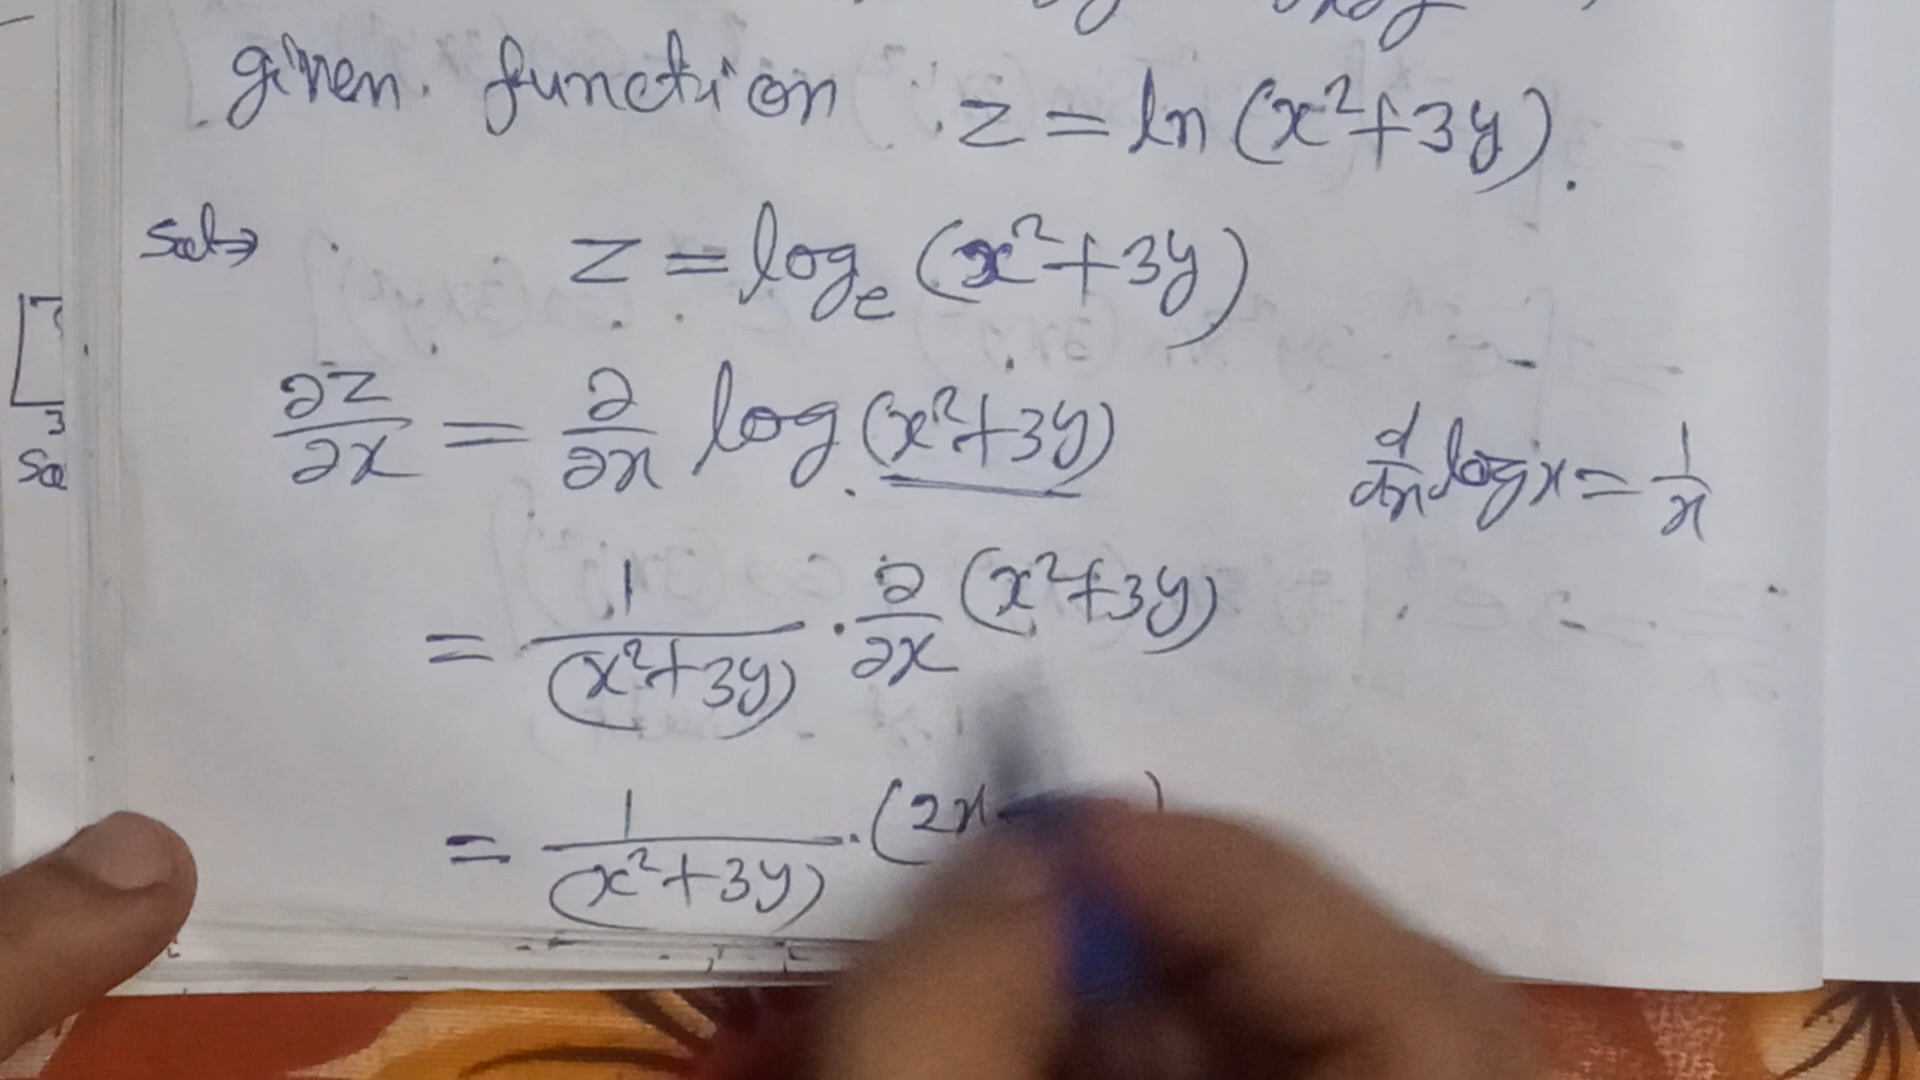 given function z = ln (x²+3y).
Sol→ z = logₑ (x²+3y)
∂z/∂x = ∂/∂x log (x²+3y)
d/dx log x = 1/x
= 1/(x²+3y) · ∂/∂x (x²+3y)
= 1/(x²+3y) · (2x )